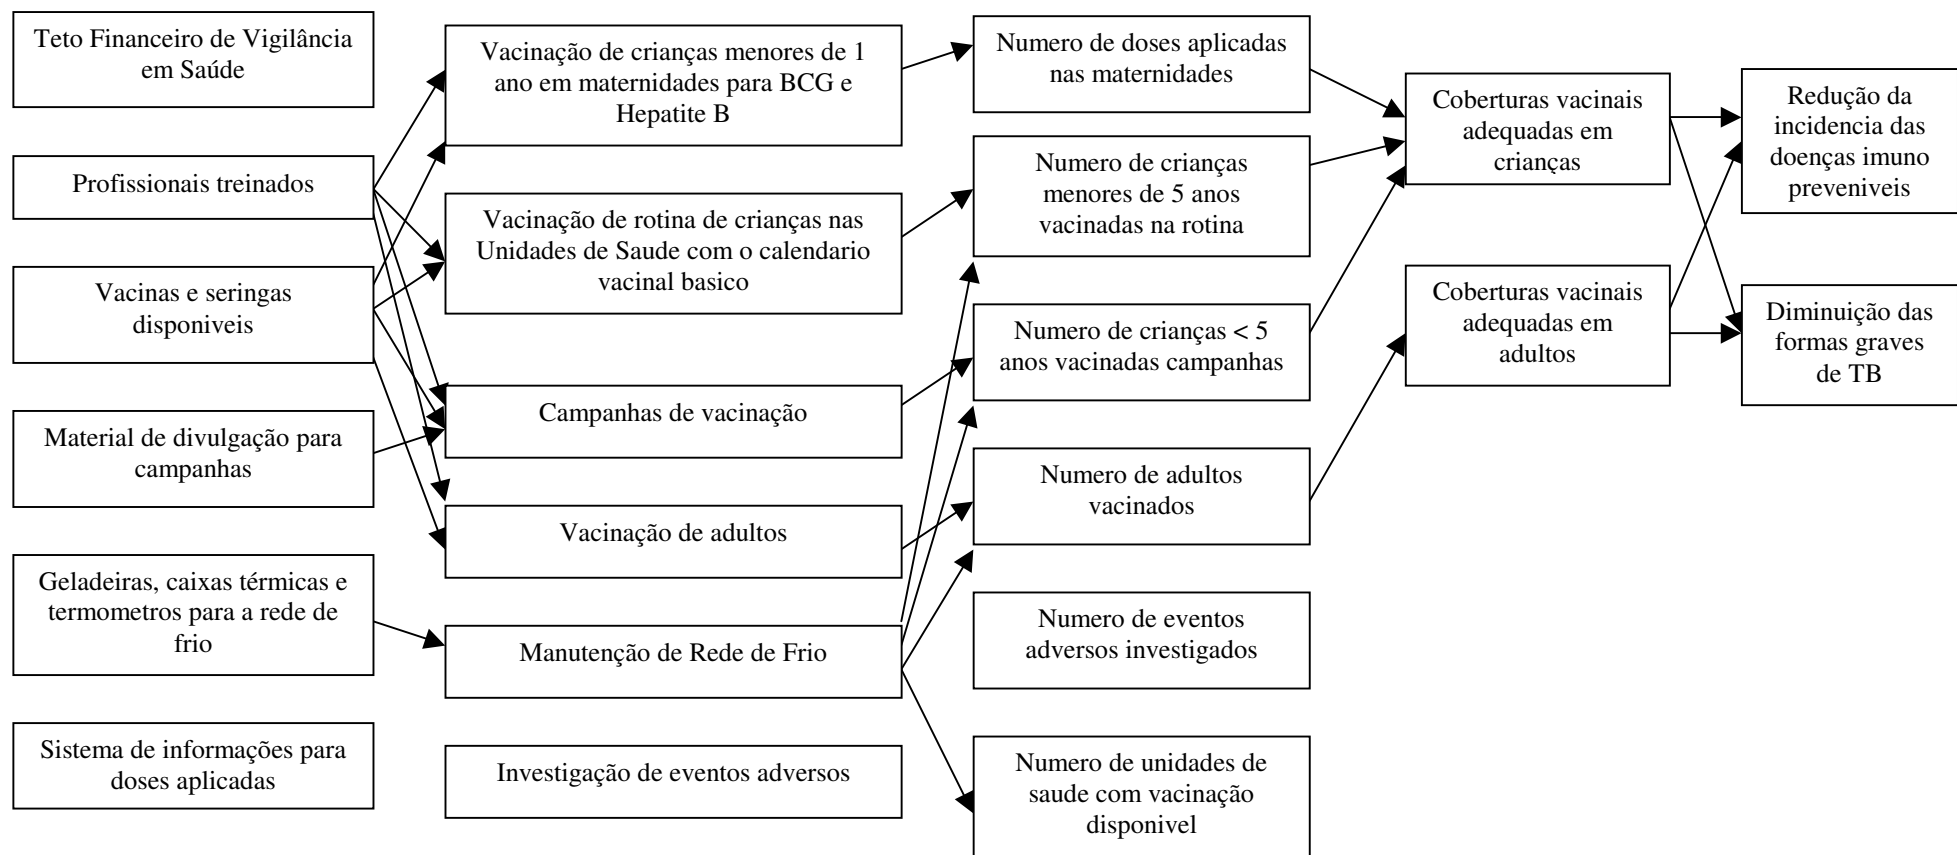 Teto Financeiro de Vigilância
em Saúde
Profissionais treinados
Vacinas e seringas
disponiveis
Material de divulgação para
campanhas
Geladeiras, caixas térmicas e
termometros para a rede de
frio
Sistema de informações para
doses aplicadas
Vacinação de crianças menores de 1
ano em maternidades para BCG e
Hepatite B
Vacinação de rotina de crianças nas
Unidades de Saude com o calendario
vacinal basico
Campanhas de vacinação
Vacinação de adultos
Manutenção de Rede de Frio
Investigação de eventos adversos
Numero de doses aplicadas
nas maternidades
Numero de crianças
menores de 5 anos
vacinadas na rotina
Numero de crianças < 5
anos vacinadas campanhas
Numero de adultos
vacinados
Numero de eventos
adversos investigados
Numero de unidades de
saude com vacinação
disponivel
Coberturas vacinais
adequadas em
crianças
Coberturas vacinais
adequadas em
adultos
Redução da
incidencia das
doenças imuno
preveniveis
Diminuição das
formas graves
de TB